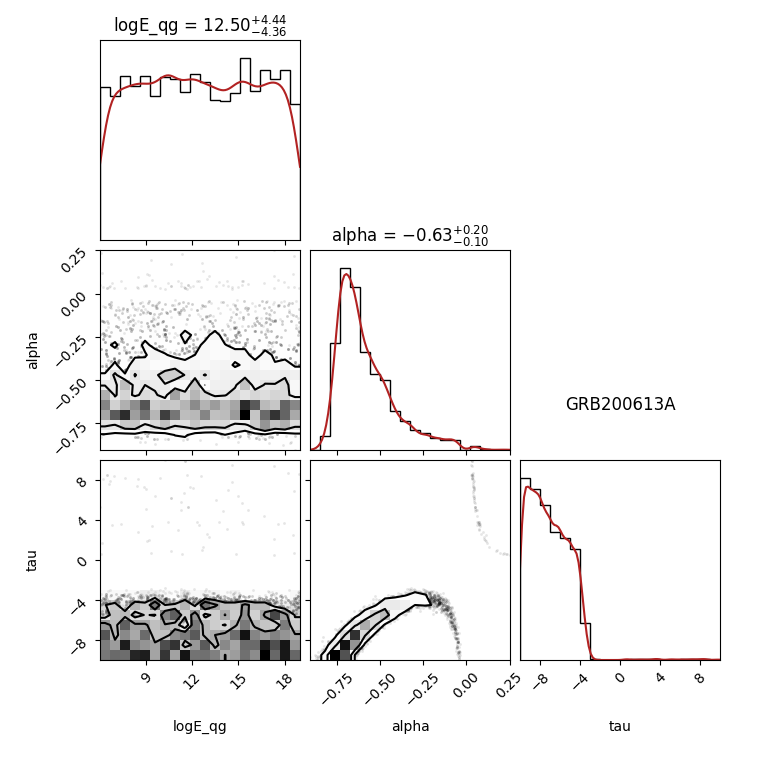 logE_qg = 12.50+4.44 −4.36
0.25
0.00
−0.25
−0.50
−0.75
alpha
alpha = −0.63+0.20 −0.10
GRB200613A
8
4
0
−4
−8
tau
9 12 15 18
logE_qg
−0.75 −0.50 −0.25 0.00 0.25
alpha
−8 −4 0 4 8
tau